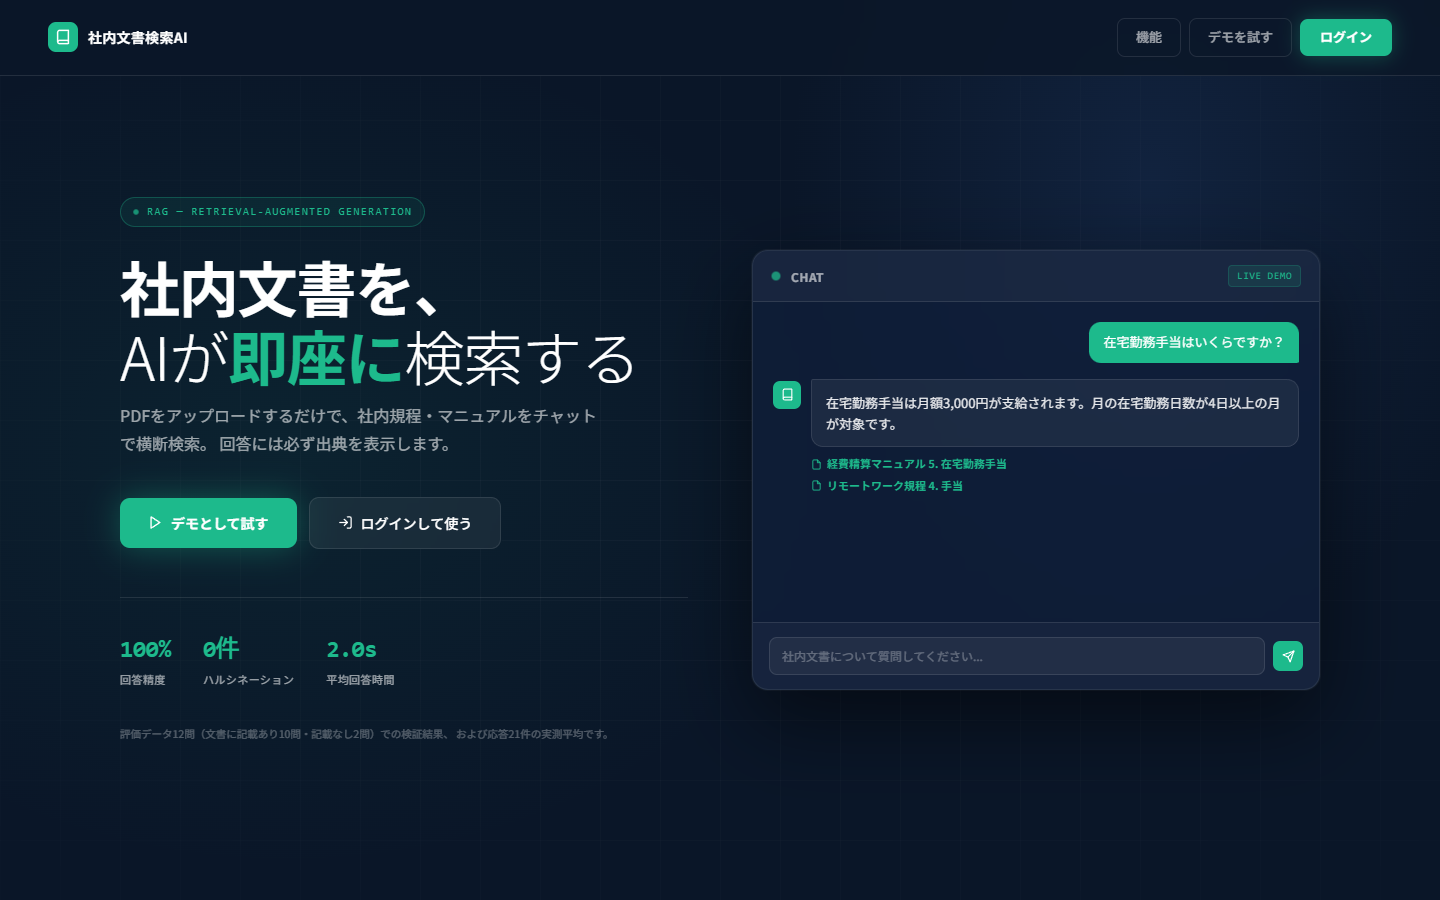 社内文書検索AI
機能
デモを試す
ログイン
RAG — RETRIEVAL-AUGMENTED GENERATION
社内文書を、
AIが即座に検索する
PDFをアップロードするだけで、社内規程・マニュアルをチャット
で横断検索。 回答には必ず出典を表示します。
デモとして試す
ログインして使う
100%
回答精度
0件
ハルシネーション
2.0s
平均回答時間
評価データ12問（文書に記載あり10問・記載なし2問）での検証結果、 および応答21件の実測平均です。
CHAT
LIVE DEMO
在宅勤務手当はいくらですか？
在宅勤務手当は月額3,000円が支給されます。月の在宅勤務日数が4日以上の月
が対象です。
経費精算マニュアル 5. 在宅勤務手当
リモートワーク規程 4. 手当
社内文書について質問してください...